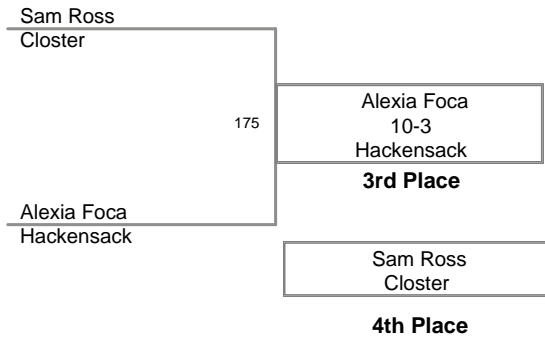 Sam Ross
Closter
175
Alexia Foca
10-3
Hackensack
3rd Place
Alexia Foca
Hackensack
Sam Ross
Closter
4th Place